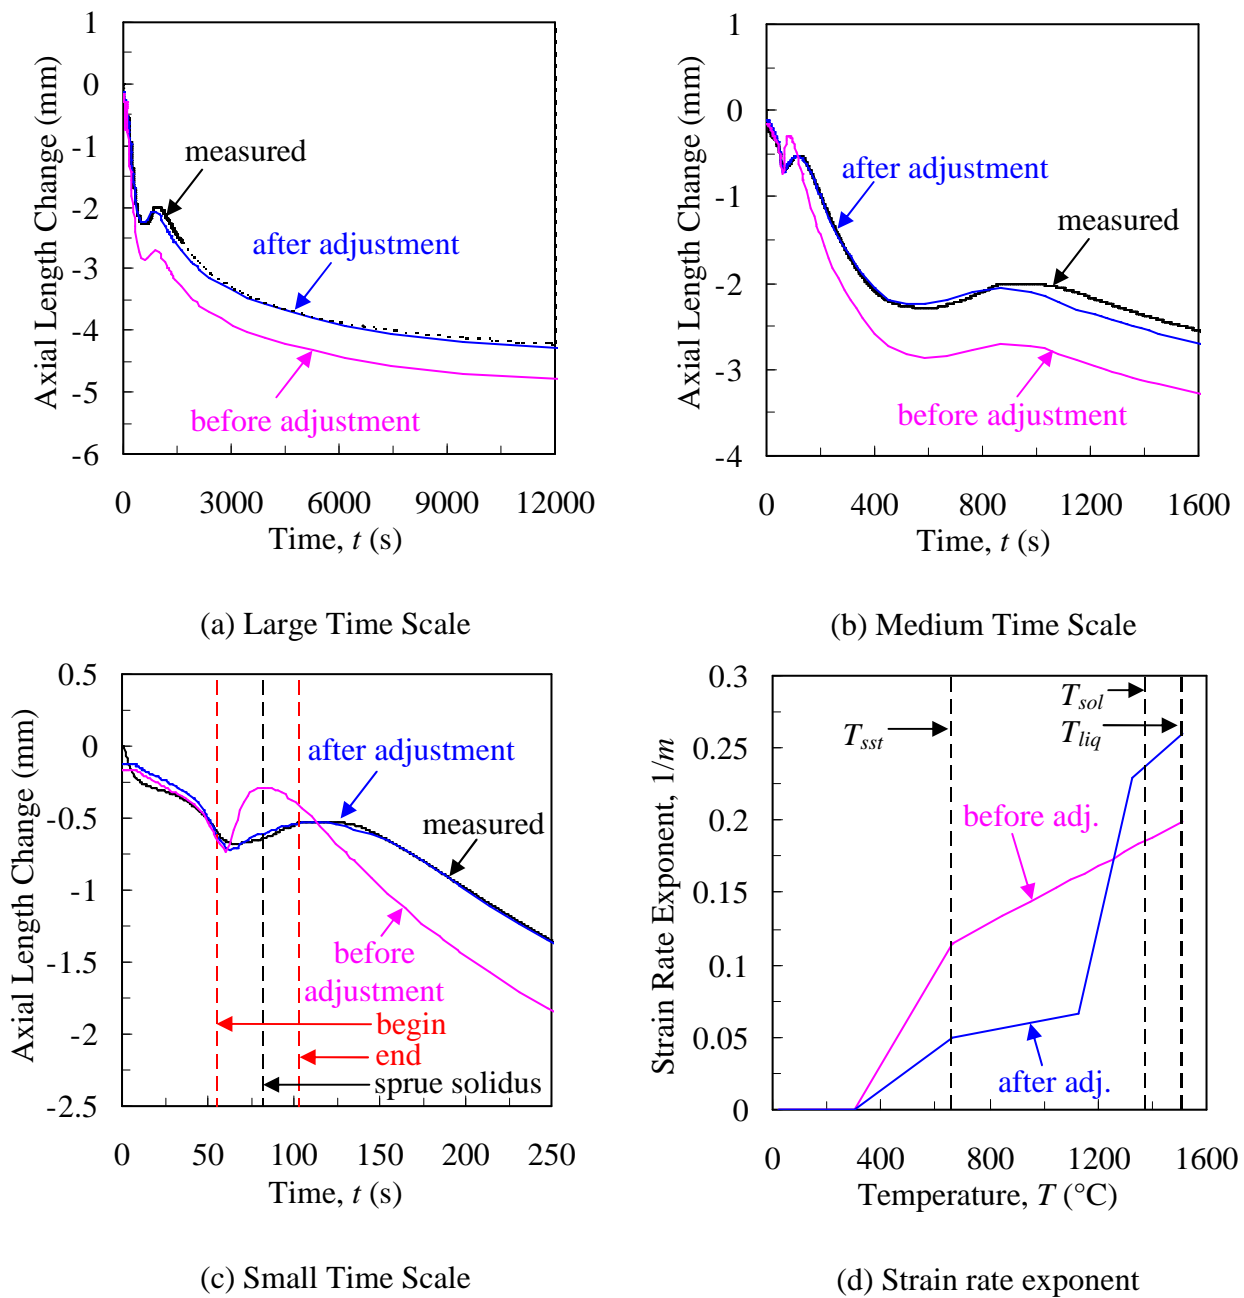 1
0
-1
-2
-3
-4
-5
-6
Axial Length Change (mm)
measured
after adjustment
before adjustment
0 3000 6000 9000 12000
Time, t (s)
(a) Large Time Scale
1
0
-1
-2
-3
-4
Axial Length Change (mm)
after adjustment
measured
before adjustment
0 400 800 1200 1600
Time, t (s)
(b) Medium Time Scale
0.5
0
-0.5
-1
-1.5
-2
-2.5
Axial Length Change (mm)
after adjustment
measured
before
adjustment
begin
end
sprue solidus
0 50 100 150 200 250
Time, t (s)
(c) Small Time Scale
0.3
0.25
0.2
0.15
0.1
0.05
0
Strain Rate Exponent, 1/m
Tsol
Tsst
Tliq
before adj.
after adj.
0 400 800 1200 1600
Temperature, T (°C)
(d) Strain rate exponent